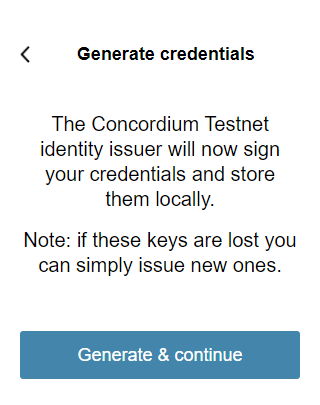 Generate credentials
The Concordium Testnet
identity issuer will now sign
your credentials and store
them locally.
Note: if these keys are lost you
can simply issue new ones.
Generate & continue